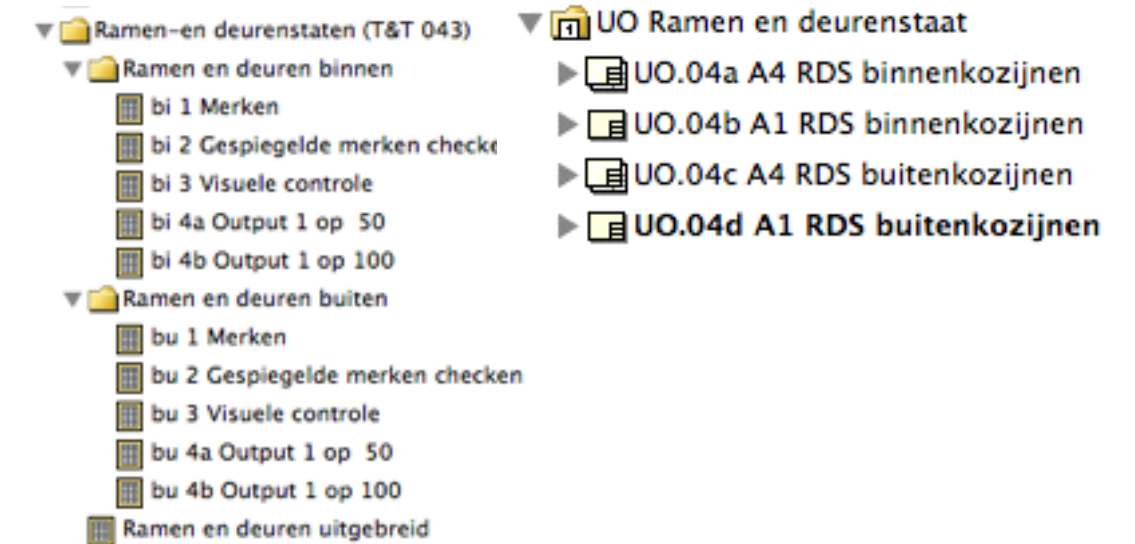 Ramen-en deurenstaten (T&T 043)
Ramen en deuren binnen
bi 1 Merken
bi 2 Gespiegelde merken checke
bi 3 Visuele controle
bi 4a Output 1 op 50
bi 4b Output 1 op 100
Ramen en deuren buiten
bu 1 Merken
bu 2 Gespiegelde merken checken
bu 3 Visuele controle
bu 4a Output 1 op 50
bu 4b Output 1 op 100
Ramen en deuren uitgebreid
UO Ramen en deurenstaat
UO.04a A4 RDS binnenkozijnen
UO.04b A1 RDS binnenkozijnen
UO.04c A4 RDS buitenkozijnen
UO.04d A1 RDS buitenkozijnen